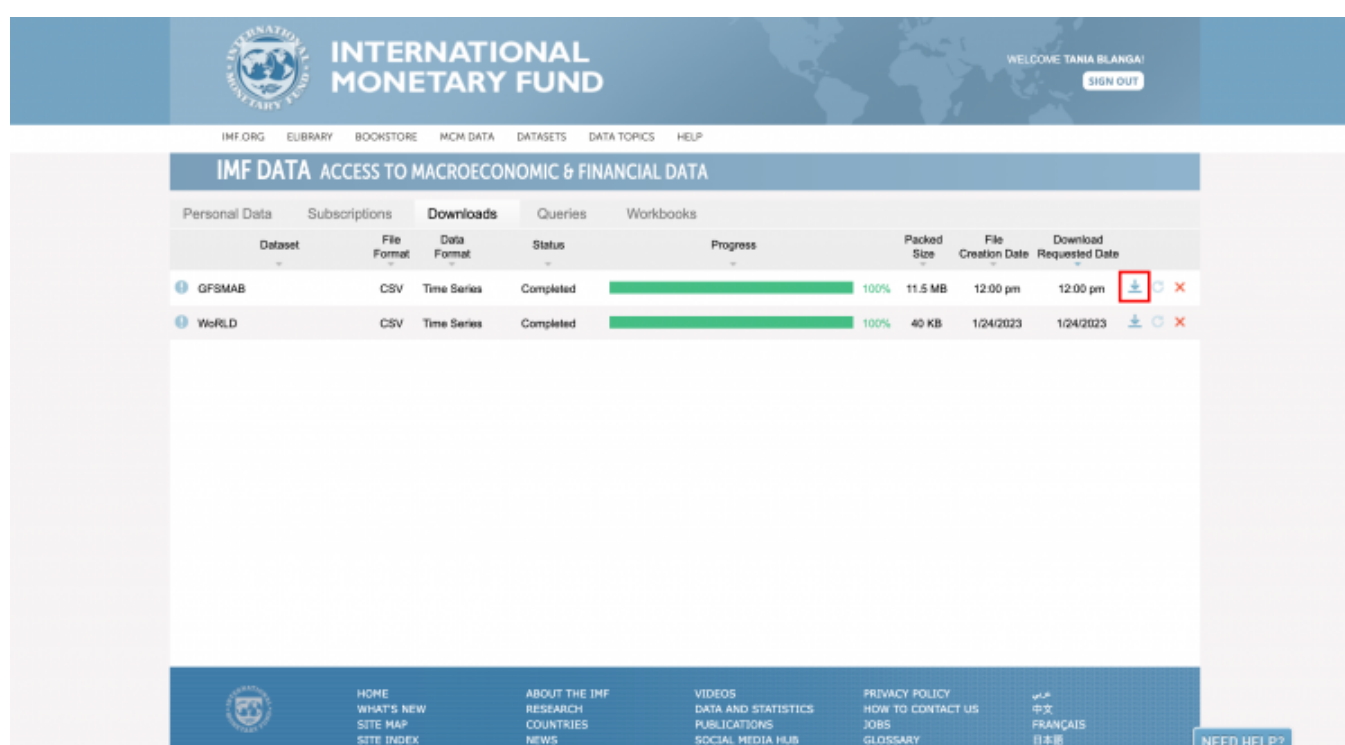 INTERNATIONAL
MONETARY FUND
WELCOME TANIA BLANGA!
SIGN OUT
IMF.ORG ELIBRARY BOOKSTORE MCM DATA DATASETS DATA TOPICS HELP
IMF DATA ACCESS TO MACROECONOMIC & FINANCIAL DATA
Personal Data Subscriptions Downloads Queries Workbooks
Dataset File Format Data Format Status Progress Packed Size File Creation Date Download Requested Date
GFSMAB CSV Time Series Completed 100% 11.5 MB 12:00 pm 12:00 pm
WoRLD CSV Time Series Completed 100% 40 KB 1/24/2023 1/24/2023
HOME ABOUT THE IMF VIDEOS PRIVACY POLICY عربي
WHAT'S NEW RESEARCH DATA AND STATISTICS HOW TO CONTACT US 中文
SITE MAP COUNTRIES PUBLICATIONS JOBS FRANÇAIS
SITE INDEX NEWS SOCIAL MEDIA HUB GLOSSARY 日本語
NEED HELP?